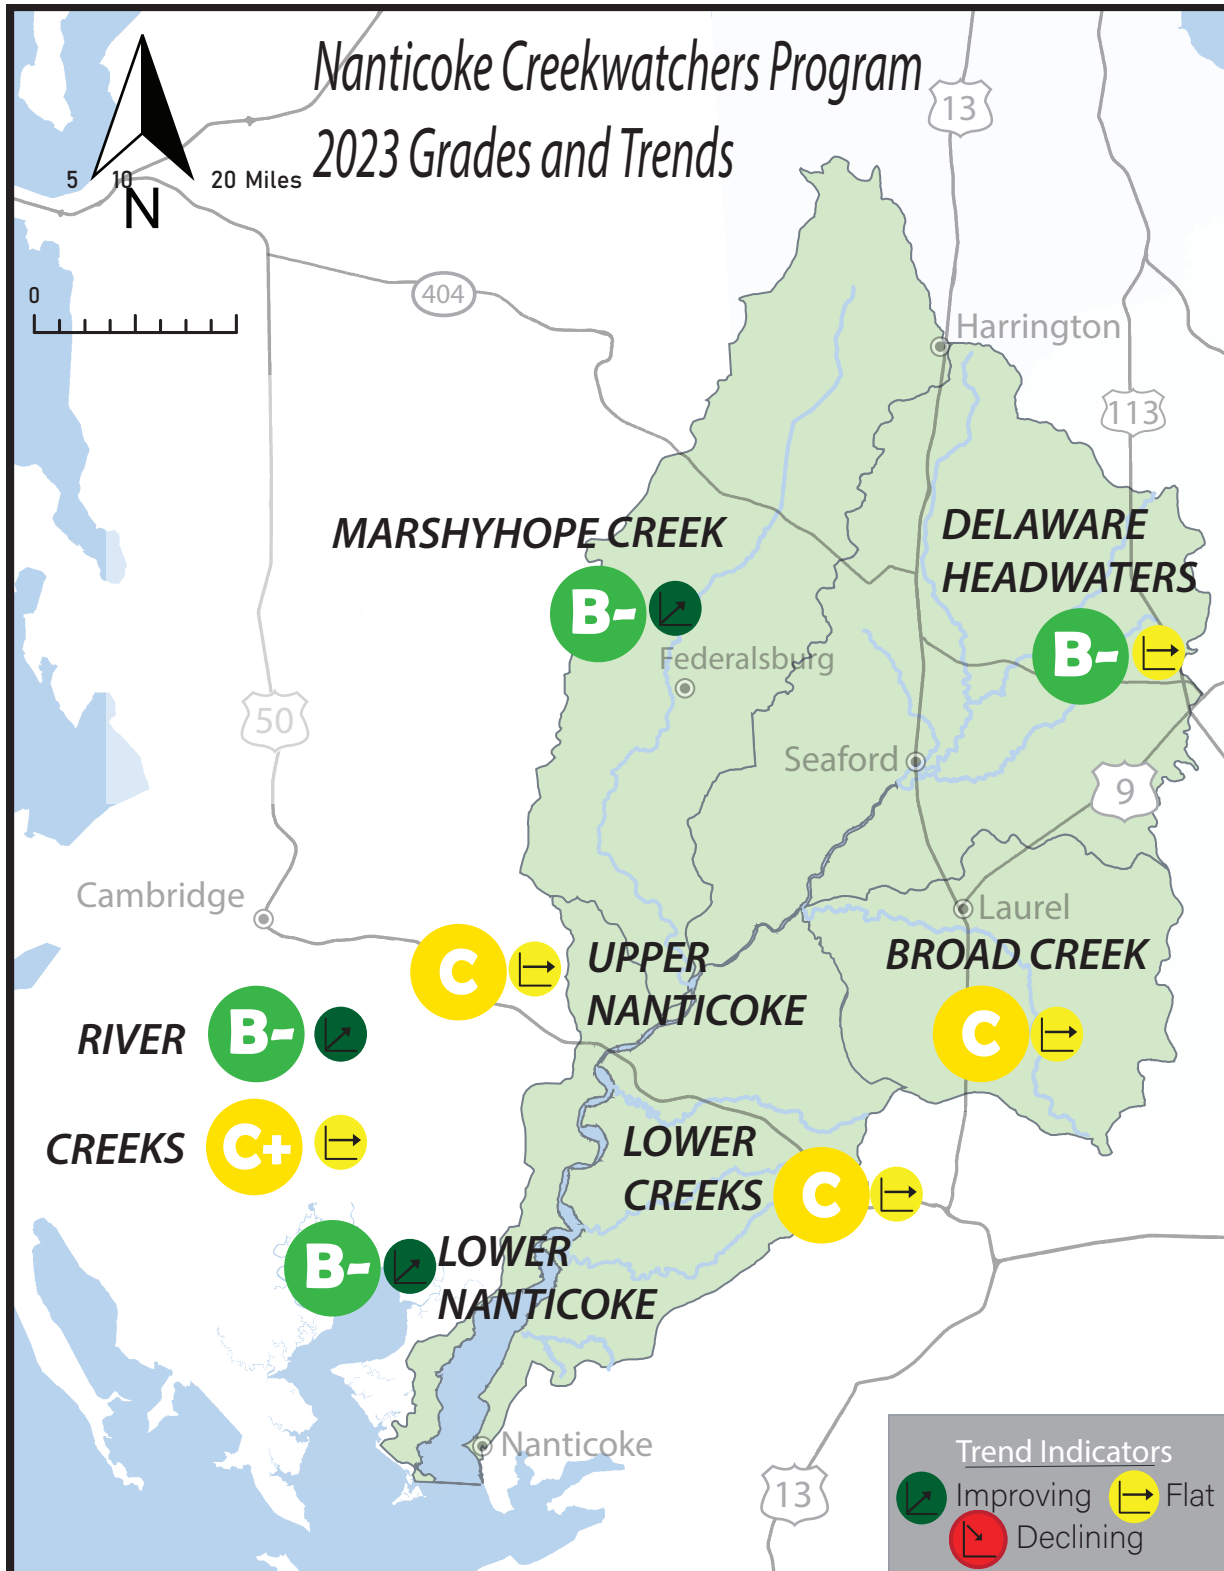 Nanticoke Creekwatchers Program
2023 Grades and Trends
13
5 10 20 Miles
N
0
404
Harrington
113
MARSHYHOPE CREEK
B-
DELAWARE
HEADWATERS
B-
Federalsburg
50
Seaford
9
Cambridge
Laurel
C
UPPER
NANTICOKE
BROAD CREEK
C
RIVER B-
CREEKS C+
LOWER
CREEKS
C
B-
LOWER
NANTICOKE
Nanticoke
13
Trend Indicators
Improving Flat
Declining